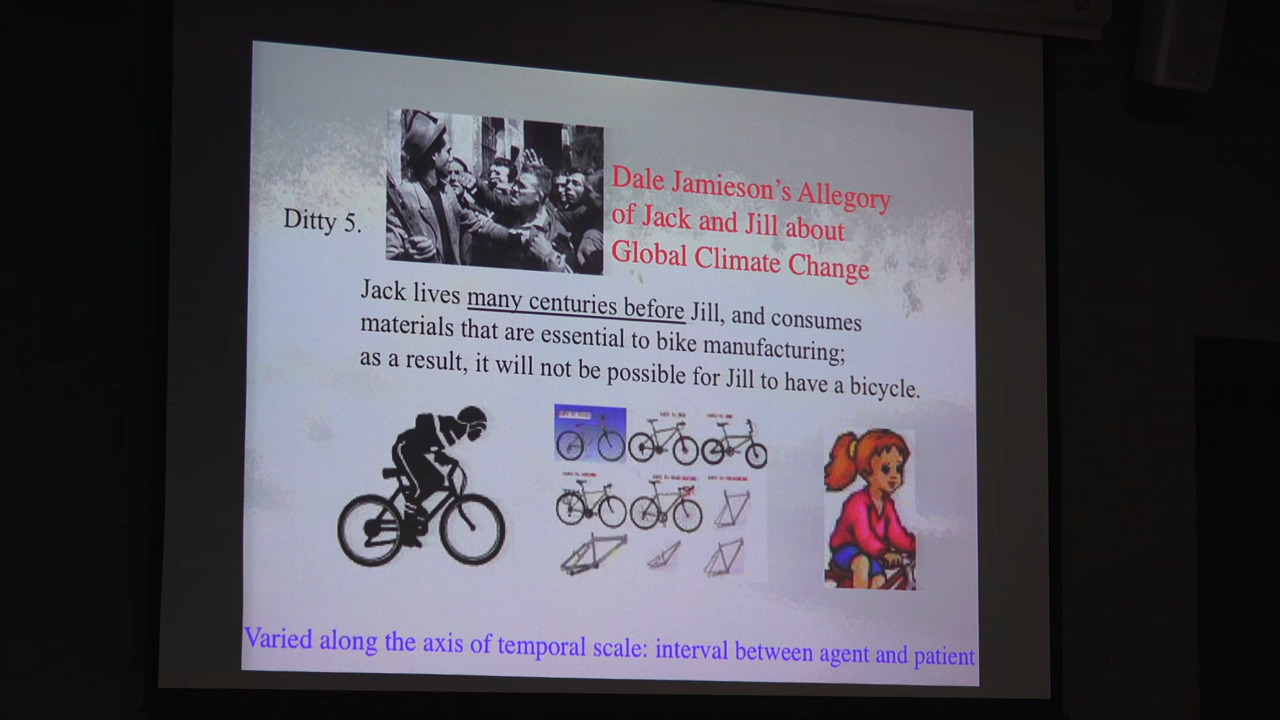 Dale Jamieson's Allegory
of Jack and Jill about
Global Climate Change
Ditty 5.
Jack lives many centuries before Jill, and consumes
materials that are essential to bike manufacturing;
as a result, it will not be possible for Jill to have a bicycle.
Varied along the axis of temporal scale: interval between agent and patient